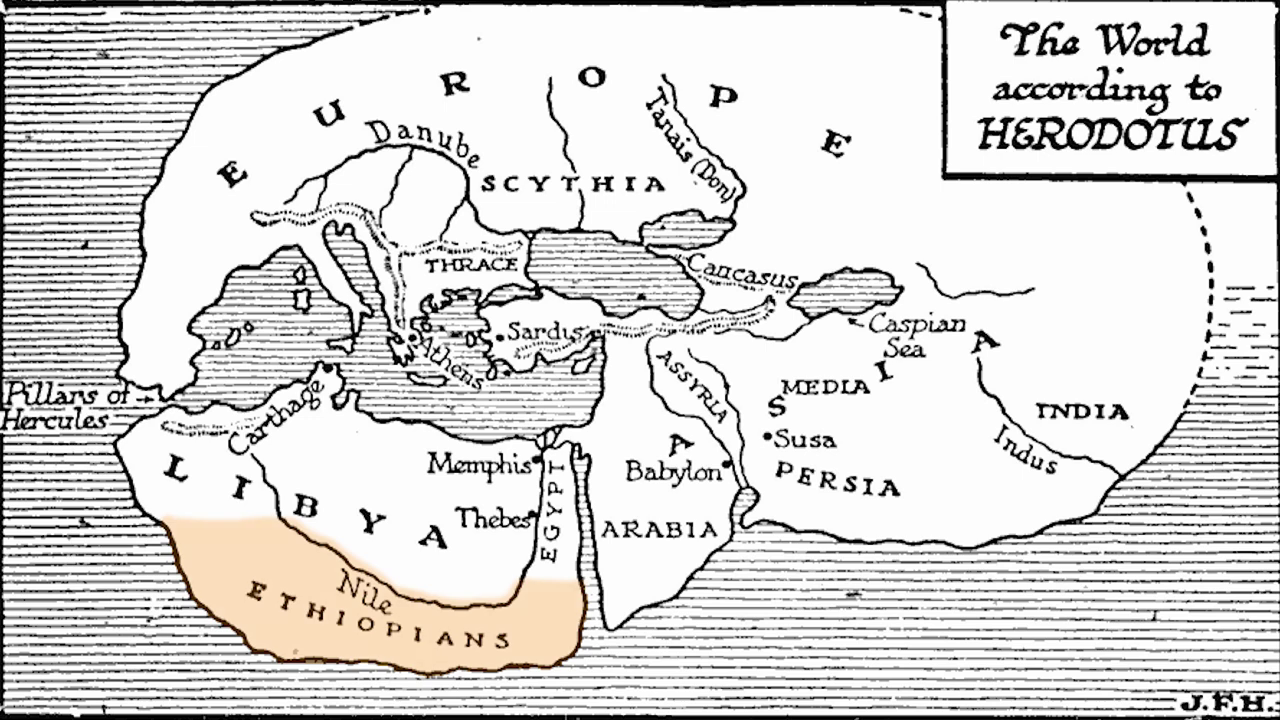 The World
according to
HERODOTUS
EUROPE
Danube
Tanais (Don)
SCYTHIA
THRACE
Caucasus
Sardis
Athens
Caspian
Sea
ASIA
ASSYRIA
MEDIA
INDIA
Indus
Pillars of
Hercules
Carthage
Susa
Memphis
Babylon
PERSIA
LIBYA
Thebes
EGYPT
ARABIA
Nile
ETHIOPIANS
J.F.H.